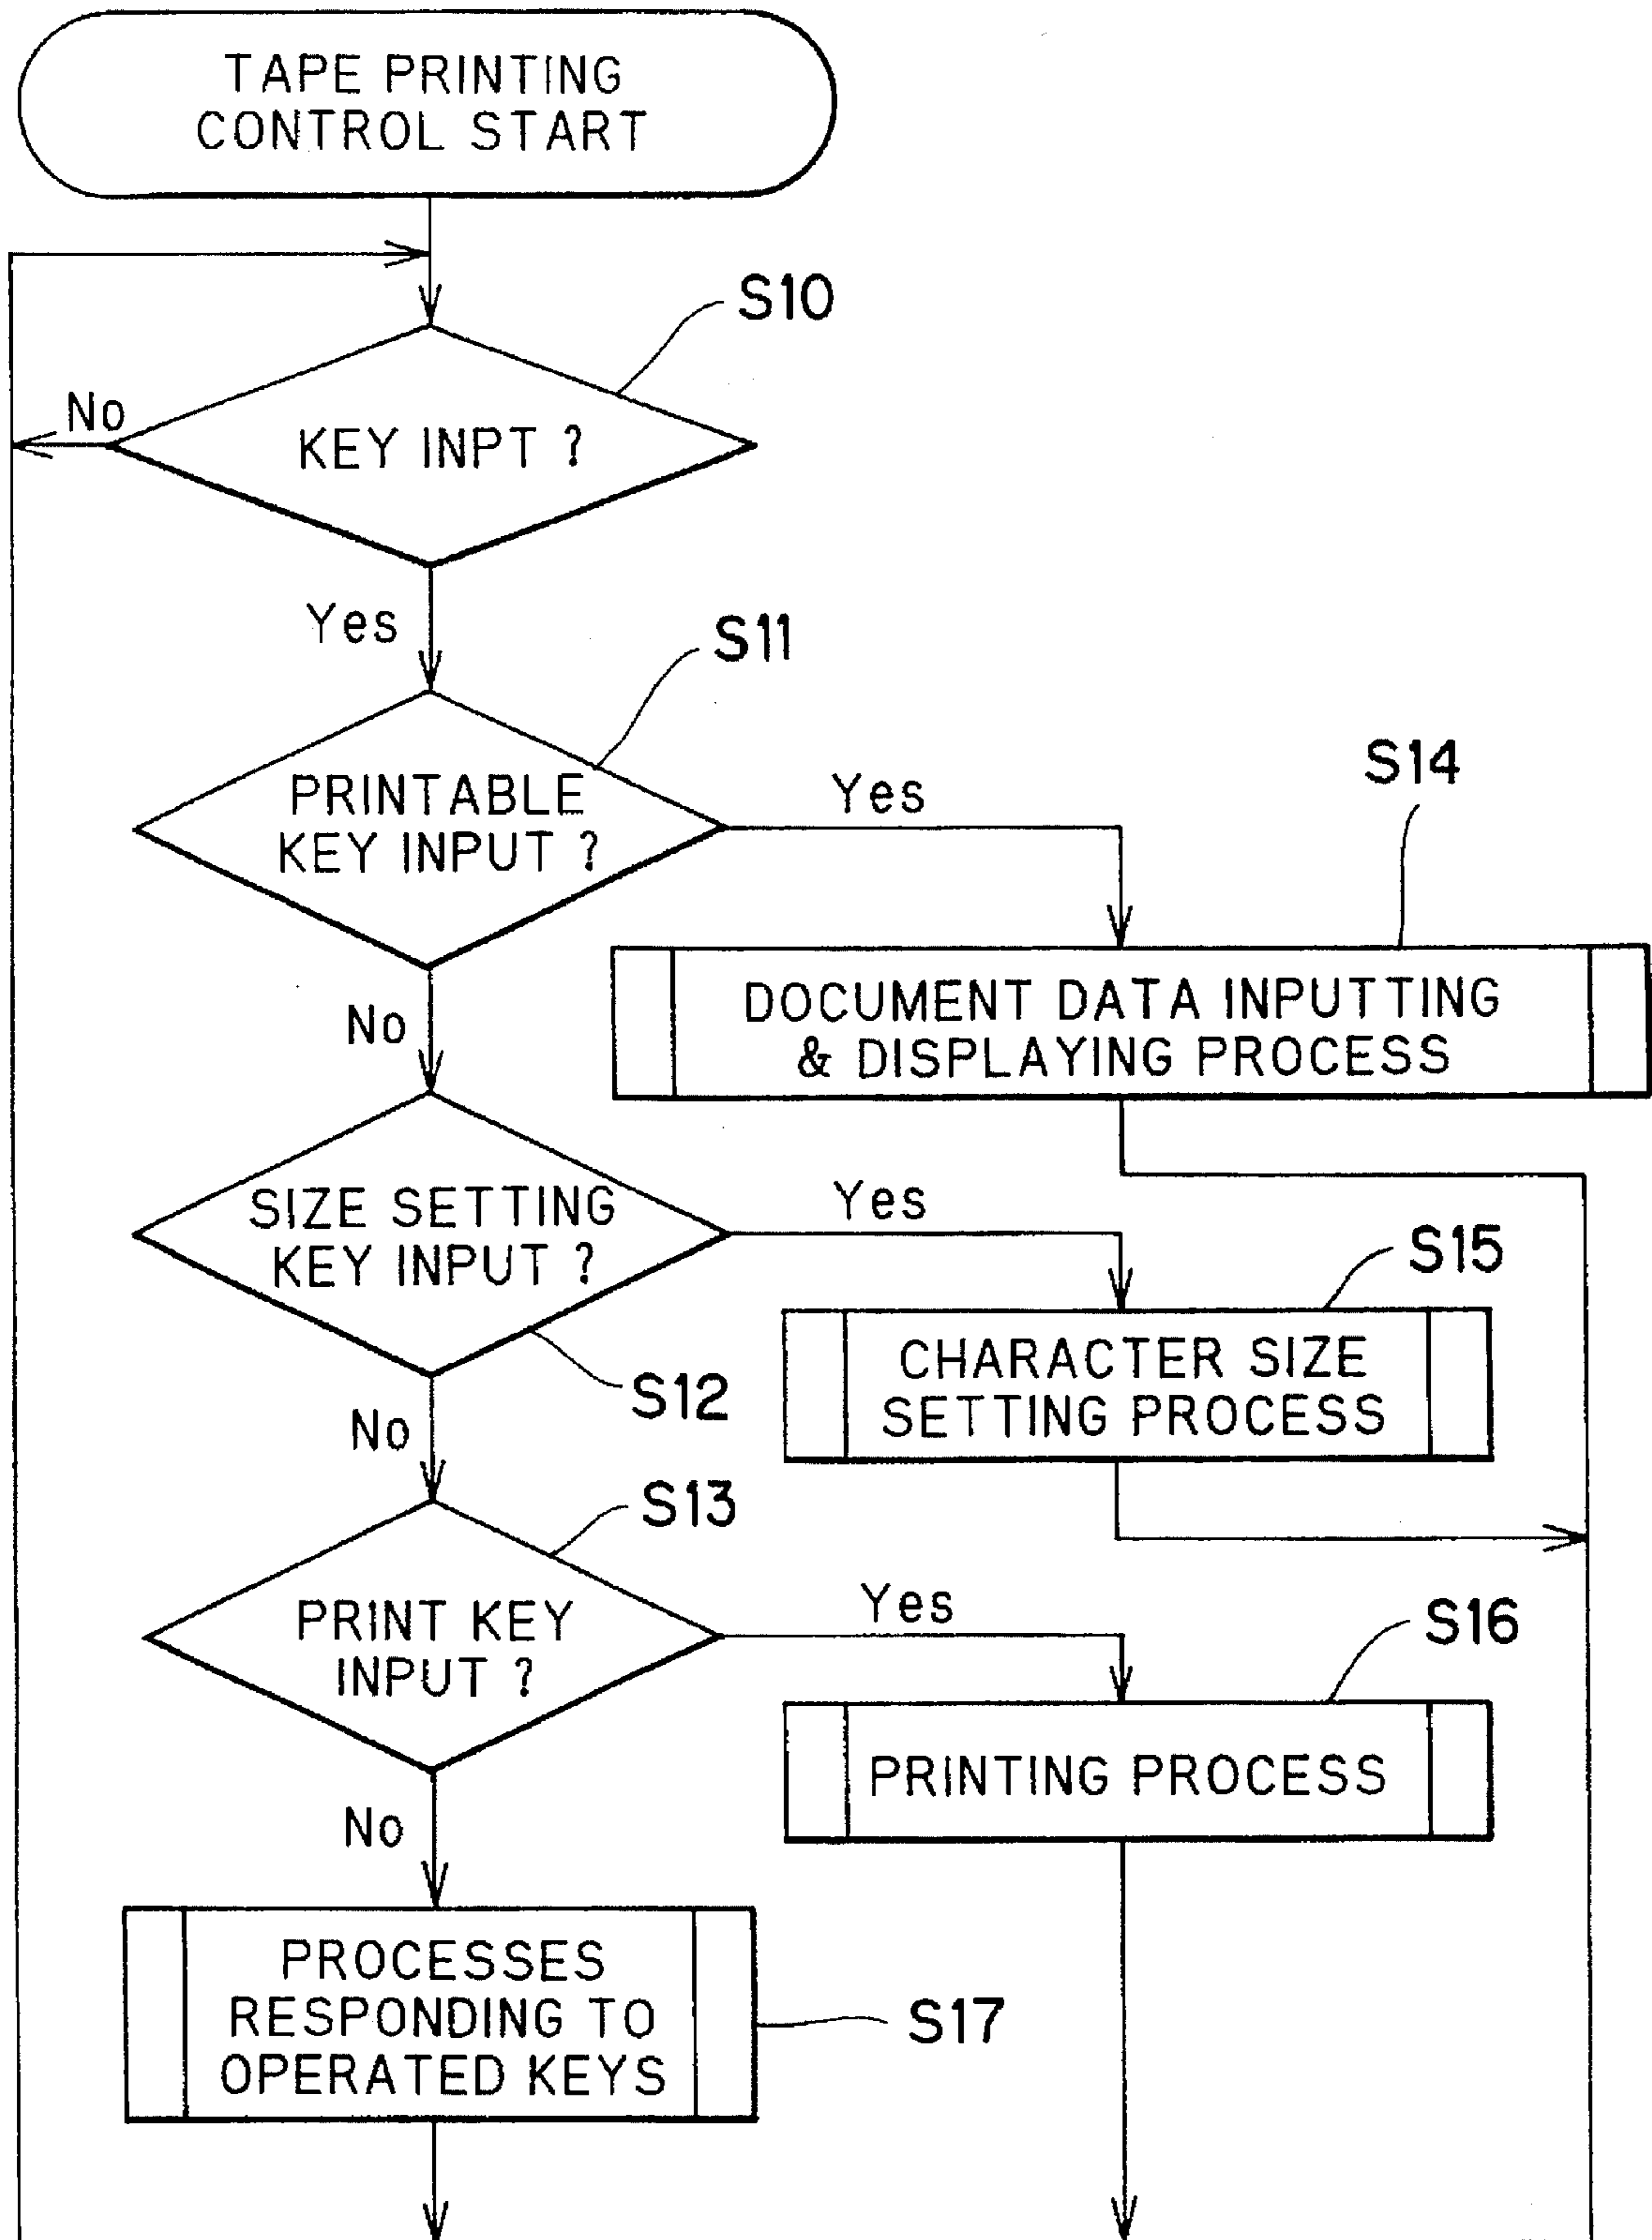 TAPE PRINTING
CONTROL START
S10
No
KEY INPT ?
Yes
S11
PRINTABLE
KEY INPUT ?
Yes
S14
DOCUMENT DATA INPUTTING
& DISPLAYING PROCESS
No
SIZE SETTING
KEY INPUT ?
Yes
S15
CHARACTER SIZE
SETTING PROCESS
S12
No
S13
PRINT KEY
INPUT ?
Yes
S16
PRINTING PROCESS
No
PROCESSES
RESPONDING TO
OPERATED KEYS
S17